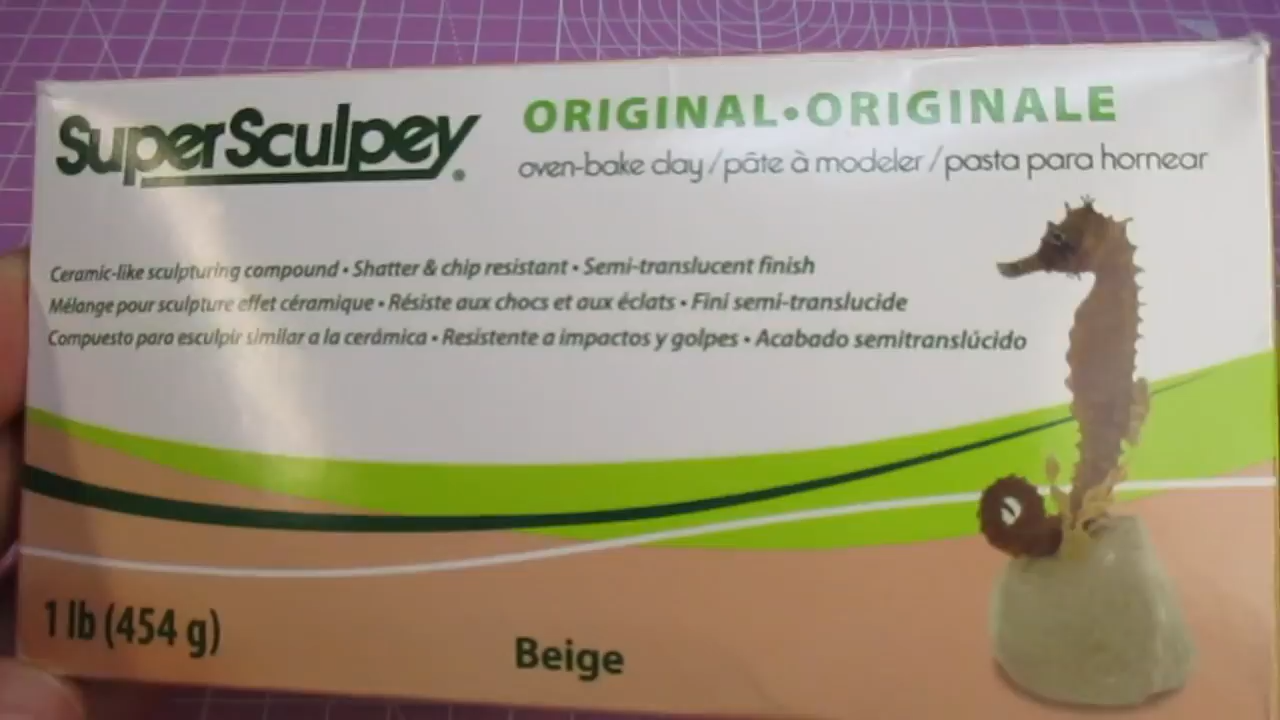 SuperSculpey®
ORIGINAL•ORIGINALE
oven-bake clay/pâte à modeler/pasta para hornear
Ceramic-like sculpturing compound • Shatter & chip resistant • Semi-translucent finish
Mélange pour sculpture effet céramique • Résiste aux chocs et aux éclats • Fini semi-translucide
Compuesto para esculpir similar a la cerámica • Resistente a impactos y golpes • Acabado semitranslúcido
1 lb (454 g)
Beige